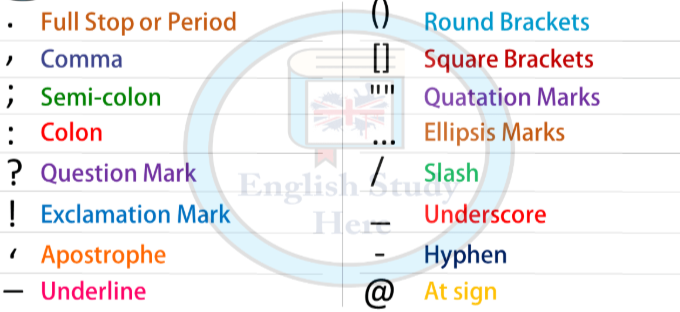 . Full Stop or Period
, Comma
; Semi-colon
: Colon
? Question Mark
! Exclamation Mark
‘ Apostrophe
– Underline
() Round Brackets
[] Square Brackets
"" Quatation Marks
... Ellipsis Marks
/ Slash
_ Underscore
- Hyphen
@ At sign
English Study
Here